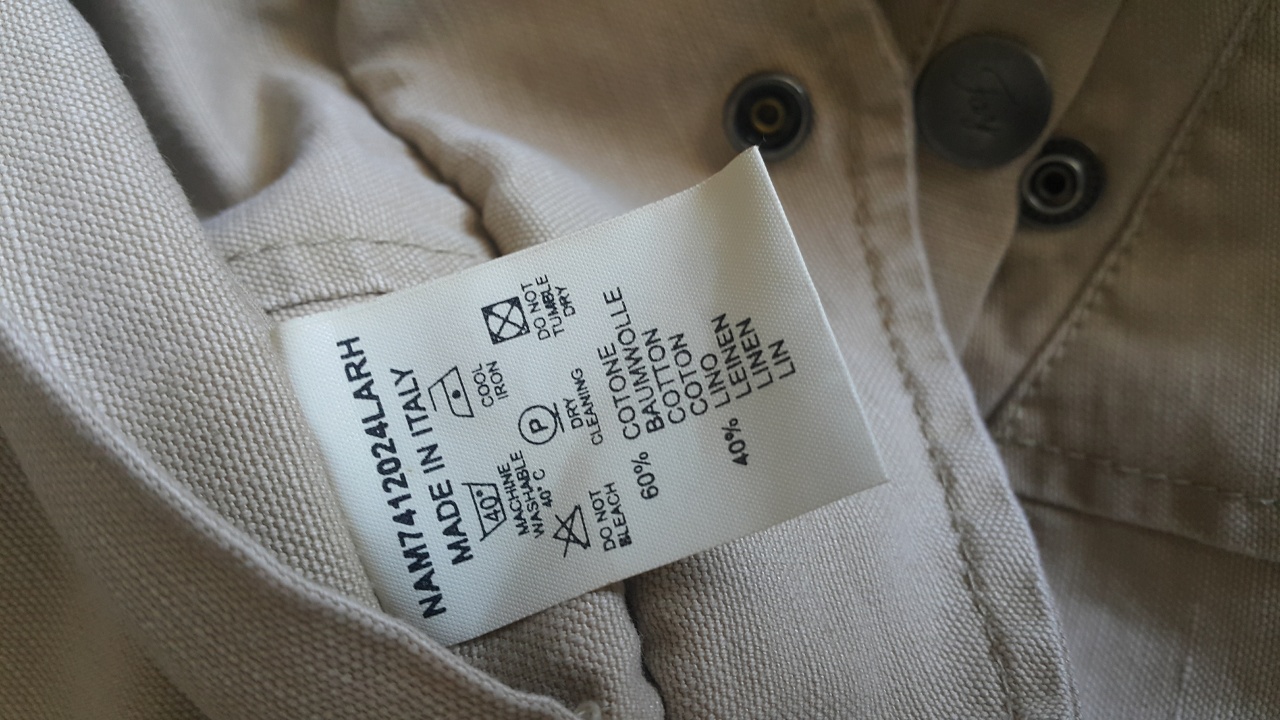 NAM7412024LARH
MADE IN ITALY
40°
MACHINE
WASHABLE
40° C
COOL
IRON
DO NOT
TUMBLE
DRY
DO NOT
BLEACH
P
DRY
CLEANING
60% COTONE
BAUMWOLLE
COTTON
COTTON
40% LINO
LEINEN
LINEN
LIN